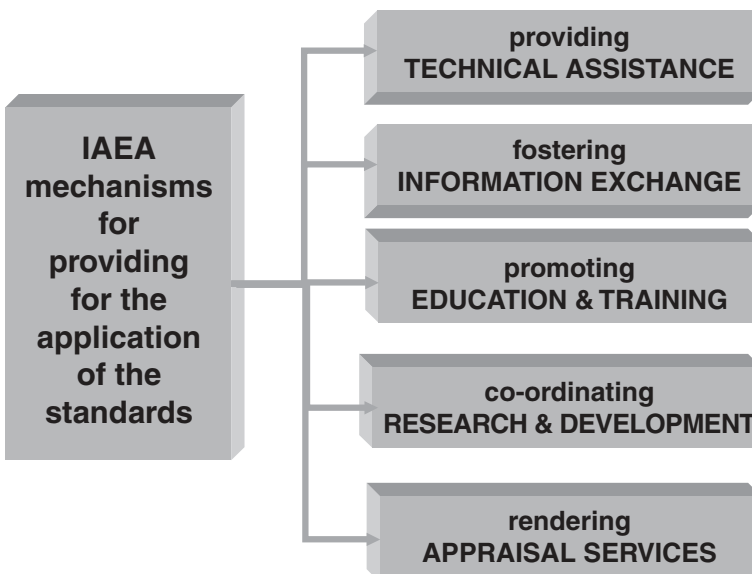 IAEA
mechanisms
for
providing
for the
application
of the
standards
providing
TECHNICAL ASSISTANCE
fostering
INFORMATION EXCHANGE
promoting
EDUCATION & TRAINING
co-ordinating
RESEARCH & DEVELOPMENT
rendering
APPRAISAL SERVICES